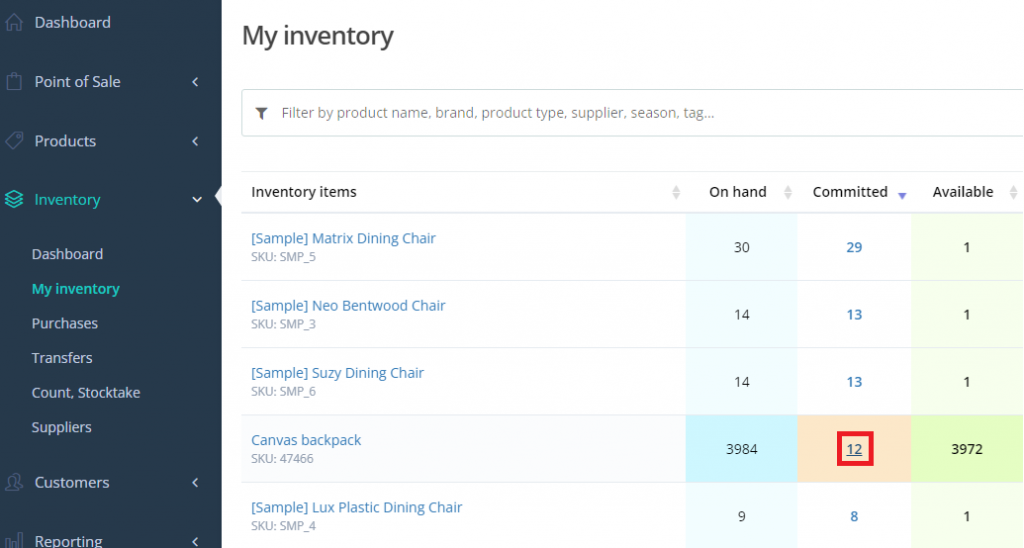 Dashboard
Point of Sale
Products
Inventory
Dashboard
My inventory
Purchases
Transfers
Count, Stocktake
Suppliers
Customers
Reporting
My inventory
Filter by product name, brand, product type, supplier, season, tag...
Inventory items On hand Committed Available
[Sample] Matrix Dining Chair 30 29 1
SKU: SMP_5
[Sample] Neo Bentwood Chair 14 13 1
SKU: SMP_3
[Sample] Suzy Dining Chair 14 13 1
SKU: SMP_6
Canvas backpack 3984 12 3972
SKU: 47466
[Sample] Lux Plastic Dining Chair 9 8 1
SKU: SMP_4